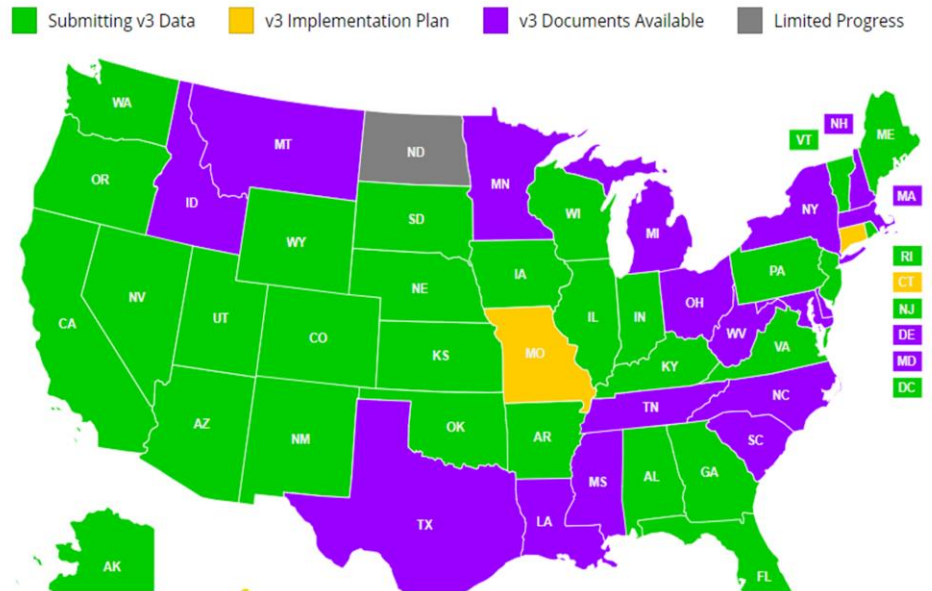 Submitting v3 Data
v3 Implementation Plan
v3 Documents Available
Limited Progress
WA
MT
ND
MN
VT
NH
ME
OR
ID
SD
WI
MI
NY
MA
WY
IA
PA
RI
NV
NE
IL
IN
OH
CT
CA
UT
CO
KS
MO
WV
VA
NJ
DE
KY
MD
DC
AZ
NM
OK
AR
TN
NC
SC
MS
AL
GA
TX
LA
AK
FL